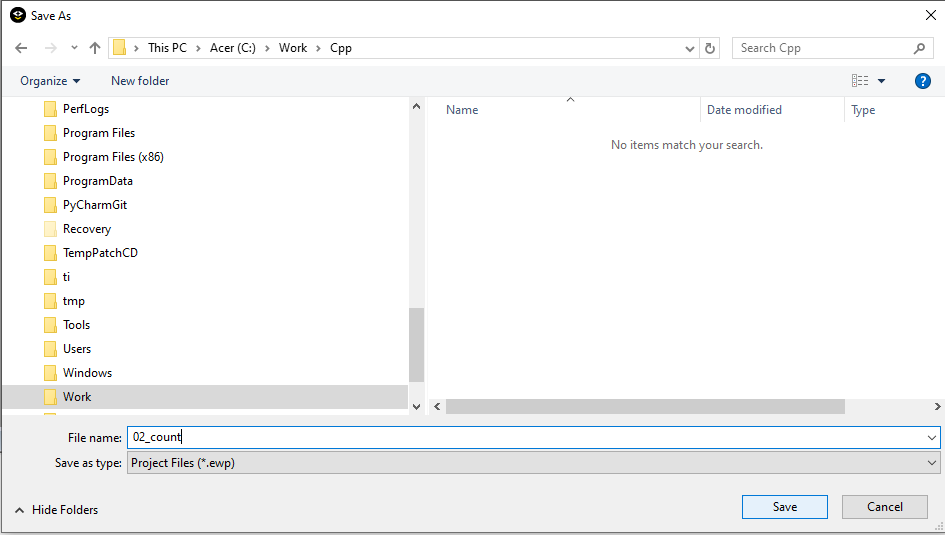 Save As
This PC > Acer (C:) > Work > Cpp
Search Cpp
Organize
New folder
?
PerfLogs
Program Files
Program Files (x86)
ProgramData
PyCharmGit
Recovery
TempPatchCD
ti
tmp
Tools
Users
Windows
Work
Name
Date modified
Type
No items match your search.
File name: 02_count
Save as type: Project Files (*.ewp)
Hide Folders
Save
Cancel